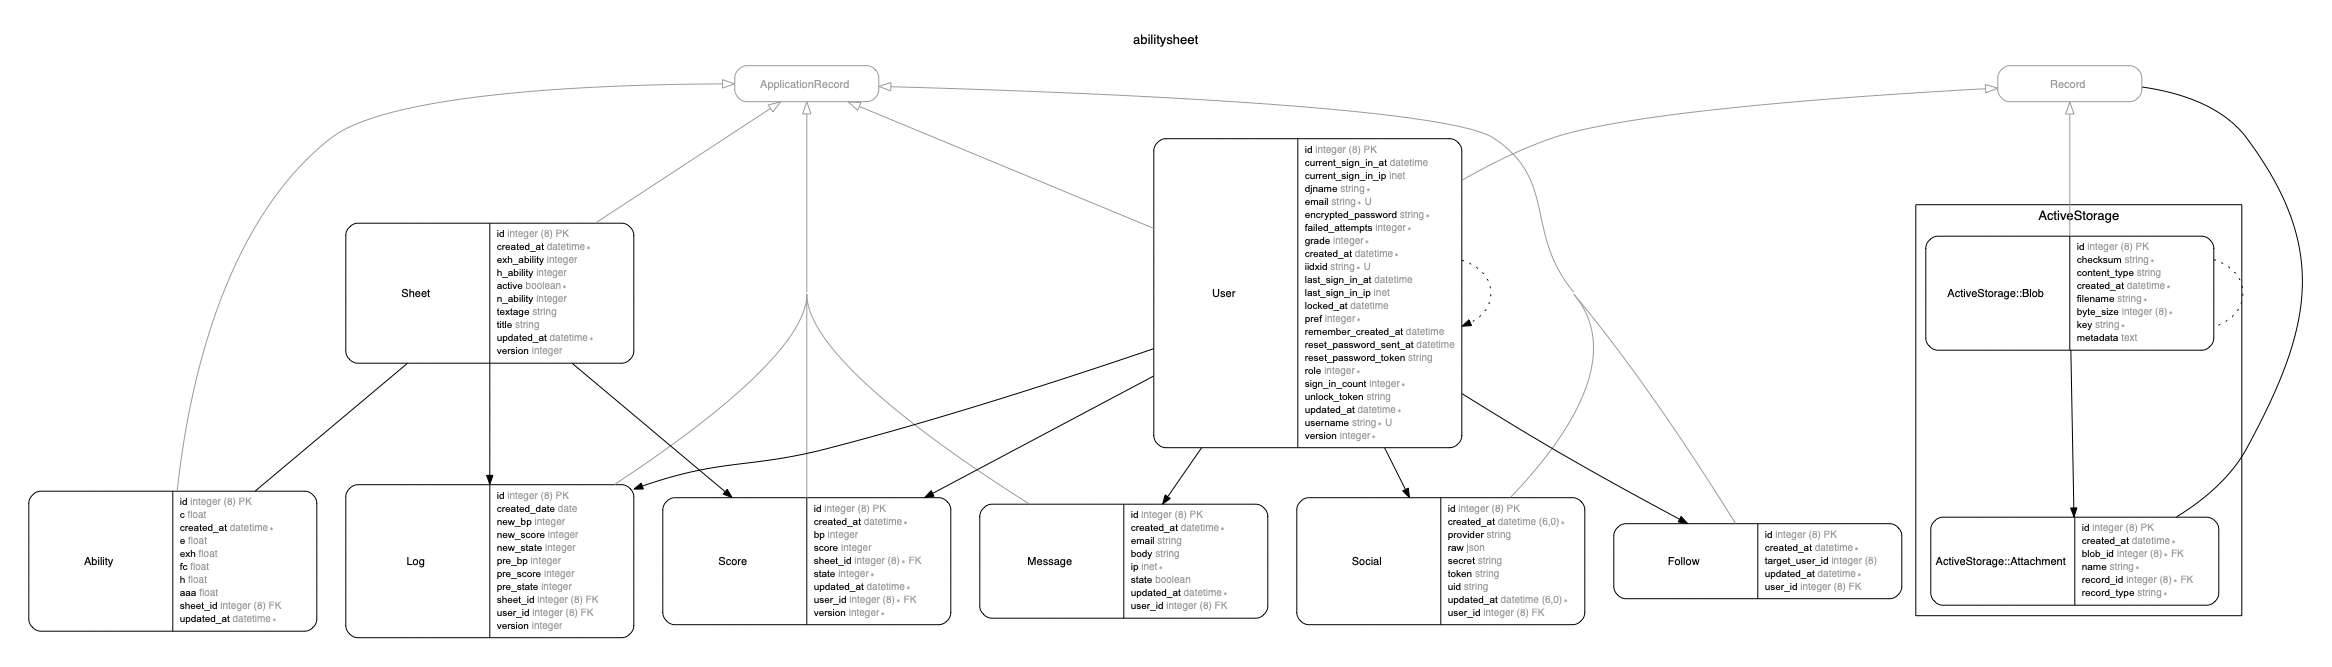 abilitysheet
ApplicationRecord
Record
User
id integer (8) PK
current_sign_in_at datetime
current_sign_in_ip inet
djname string *
email string * U
encrypted_password string *
failed_attempts integer *
grade integer *
created_at datetime *
iidxid string * U
last_sign_in_at datetime
last_sign_in_ip inet
locked_at datetime
pref integer *
remember_created_at datetime
reset_password_sent_at datetime
reset_password_token string
role integer *
sign_in_count integer *
unlock_token string
updated_at datetime *
username string * U
version integer *
Sheet
id integer (8) PK
created_at datetime *
exh_ability integer
h_ability integer
active boolean *
n_ability integer
textage string
title string
updated_at datetime *
version integer
ActiveStorage
ActiveStorage::Blob
id integer (8) PK
checksum string *
content_type string
created_at datetime *
filename string *
byte_size integer (8) *
key string *
metadata text
Ability
id integer (8) PK
c float
created_at datetime *
e float
exh float
fc float
h float
aaa float
sheet_id integer (8) FK
updated_at datetime *
Log
id integer (8) PK
created_date date
new_bp integer
new_score integer
new_state integer
pre_bp integer
pre_score integer
pre_state integer
sheet_id integer (8) FK
user_id integer (8) FK
version integer
Score
id integer (8) PK
created_at datetime *
bp integer
score integer
sheet_id integer (8) * FK
state integer *
updated_at datetime *
user_id integer (8) * FK
version integer *
Message
id integer (8) PK
created_at datetime *
email string
body string
ip inet *
state boolean
updated_at datetime *
user_id integer (8) FK
Social
id integer (8) PK
created_at datetime (6,0) *
provider string
raw json
secret string
token string
uid string
updated_at datetime (6,0) *
user_id integer (8) FK
Follow
id integer (8) PK
created_at datetime *
target_user_id integer (8)
updated_at datetime *
user_id integer (8) FK
ActiveStorage::Attachment
id integer (8) PK
created_at datetime *
blob_id integer (8) * FK
name string *
record_id integer (8) * FK
record_type string *